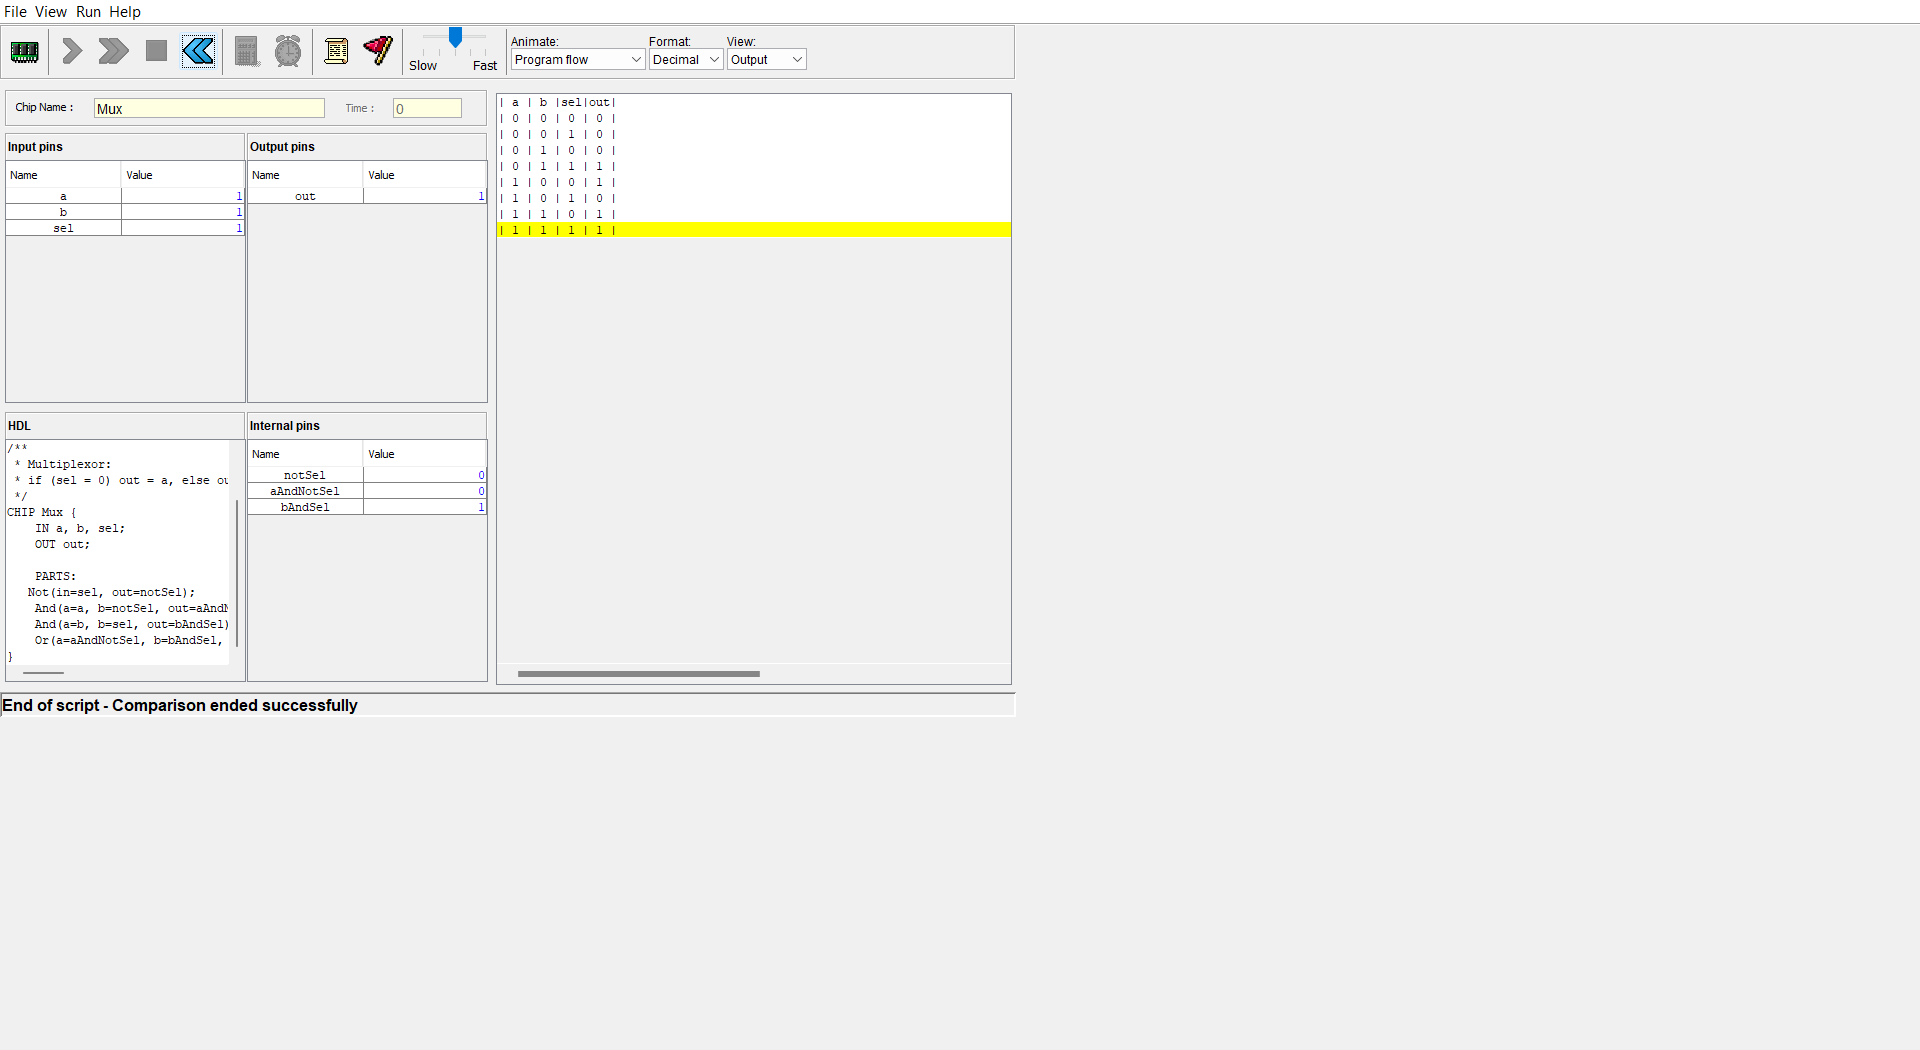 File View Run Help
Slow Fast
Animate: Format: View:
Program flow Decimal Output
Chip Name : Mux Time : 0
Input pins
Name Value
a 1
b 1
sel 1
Output pins
Name Value
out 1
HDL
/**
* Multiplexor:
* if (sel = 0) out = a, else ou
*/
CHIP Mux {
IN a, b, sel;
OUT out;
PARTS:
Not(in=sel, out=notSel);
And(a=a, b=notSel, out=aAndN
And(a=b, b=sel, out=bAndSel)
Or(a=aAndNotSel, b=bAndSel,
}
Internal pins
Name Value
notSel 0
aAndNotSel 0
bAndSel 1
| a | b |sel|out|
| 0 | 0 | 0 | 0 |
| 0 | 0 | 1 | 0 |
| 0 | 1 | 0 | 0 |
| 0 | 1 | 1 | 1 |
| 1 | 0 | 0 | 1 |
| 1 | 0 | 1 | 0 |
| 1 | 1 | 0 | 1 |
| 1 | 1 | 1 | 1 |
End of script - Comparison ended successfully